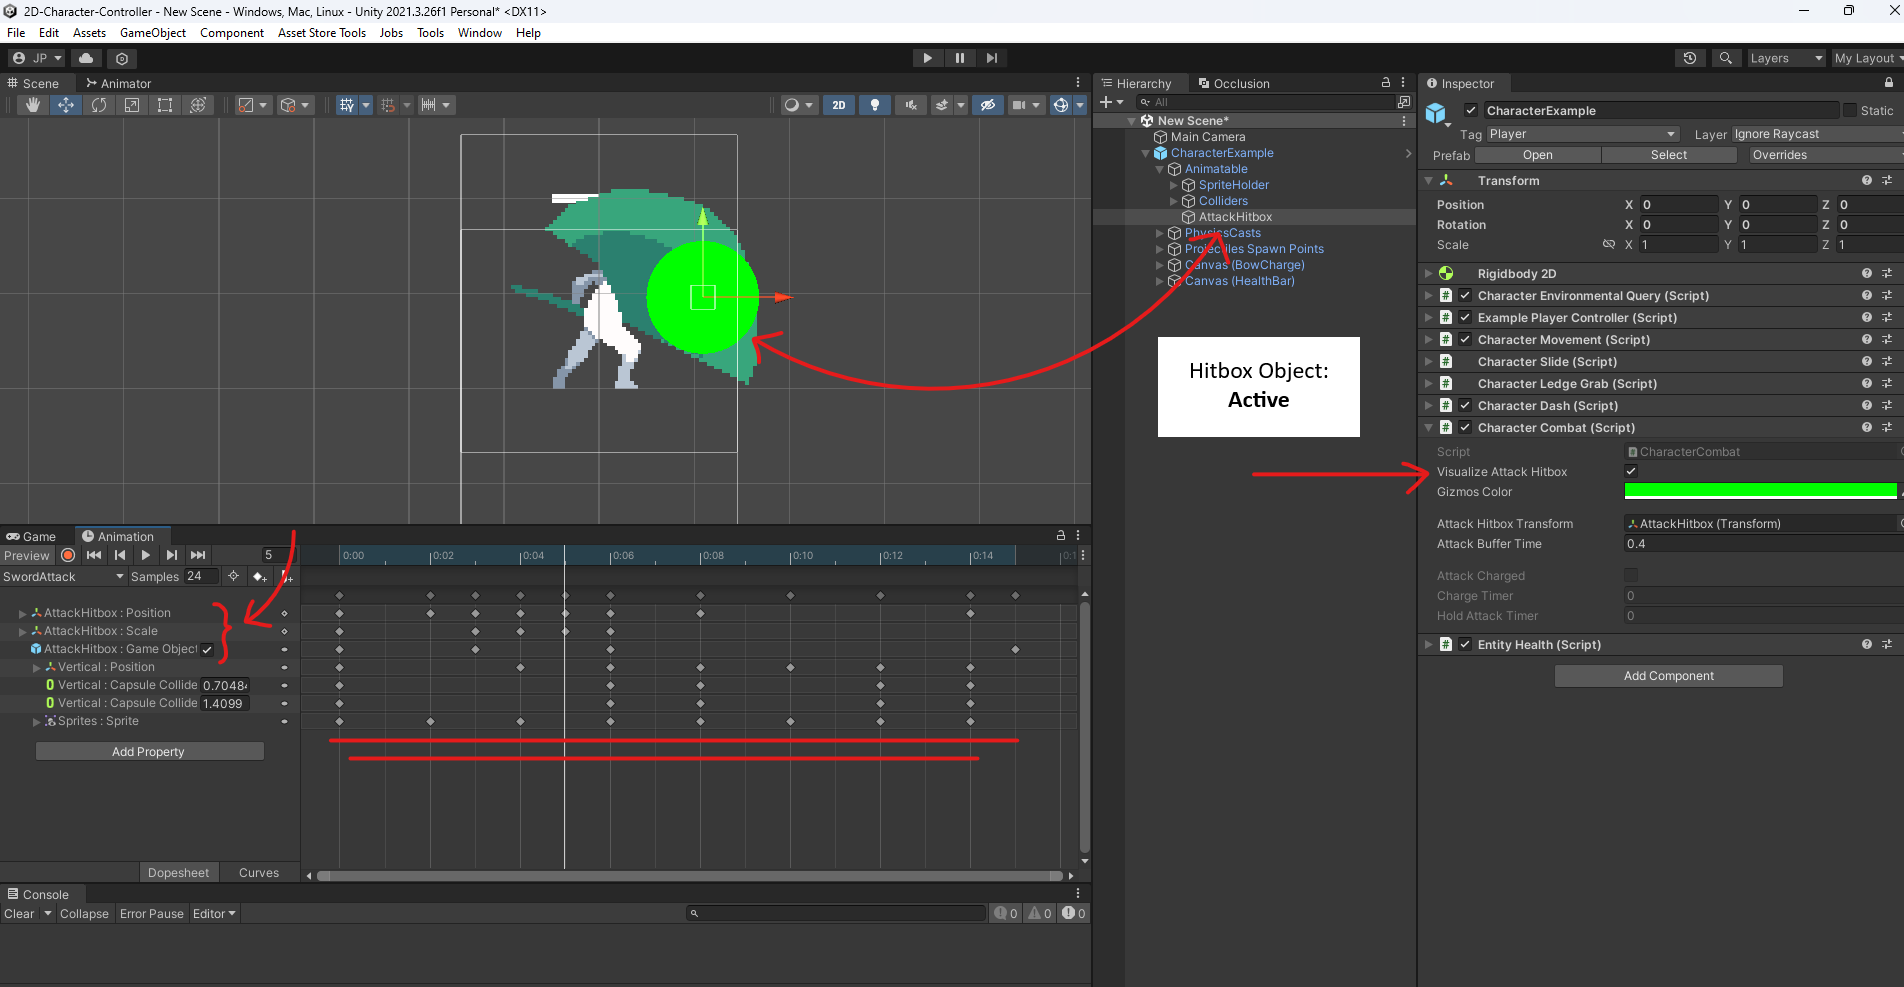 2D-Character-Controller - New Scene - Windows, Mac, Linux - Unity 2021.3.26f1 Personal* <DX11>
File Edit Assets GameObject Component Asset Store Tools Jobs Tools Window Help
JP Layers My Layout
Scene Animator
2D
Hierarchy Occlusion
All
New Scene*
Main Camera
CharacterExample
Animatable
SpriteHolder
Colliders
AttackHitbox
PhysicsCasts
Projectiles Spawn Points
Canvas (BowCharge)
Canvas (HealthBar)
Hitbox Object:
Active
Inspector
CharacterExample Static
Tag Player Layer Ignore Raycast
Prefab Open Select Overrides
Transform
Position X 0 Y 0 Z 0
Rotation X 0 Y 0 Z 0
Scale X 1 Y 1 Z 1
Rigidbody 2D
# Character Environmental Query (Script)
# Example Player Controller (Script)
# Character Movement (Script)
# Character Slide (Script)
# Character Ledge Grab (Script)
# Character Dash (Script)
# Character Combat (Script)
Script CharacterCombat
Visualize Attack Hitbox
Gizmos Color
Attack Hitbox Transform AttackHitbox (Transform)
Attack Buffer Time 0.4
Attack Charged
Charge Timer 0
Hold Attack Timer 0
# Entity Health (Script)
Add Component
Game Animation
Preview 5 0:00 0:02 0:04 0:06 0:08 0:10 0:12 0:14 0:1
SwordAttack Samples 24
AttackHitbox : Position
AttackHitbox : Scale
AttackHitbox : Game Object
Vertical : Position
Vertical : Capsule Collide 0.7048
Vertical : Capsule Collide 1.4099
Sprites : Sprite
Add Property
Dopesheet Curves
Console
Clear Collapse Error Pause Editor 0 0 0